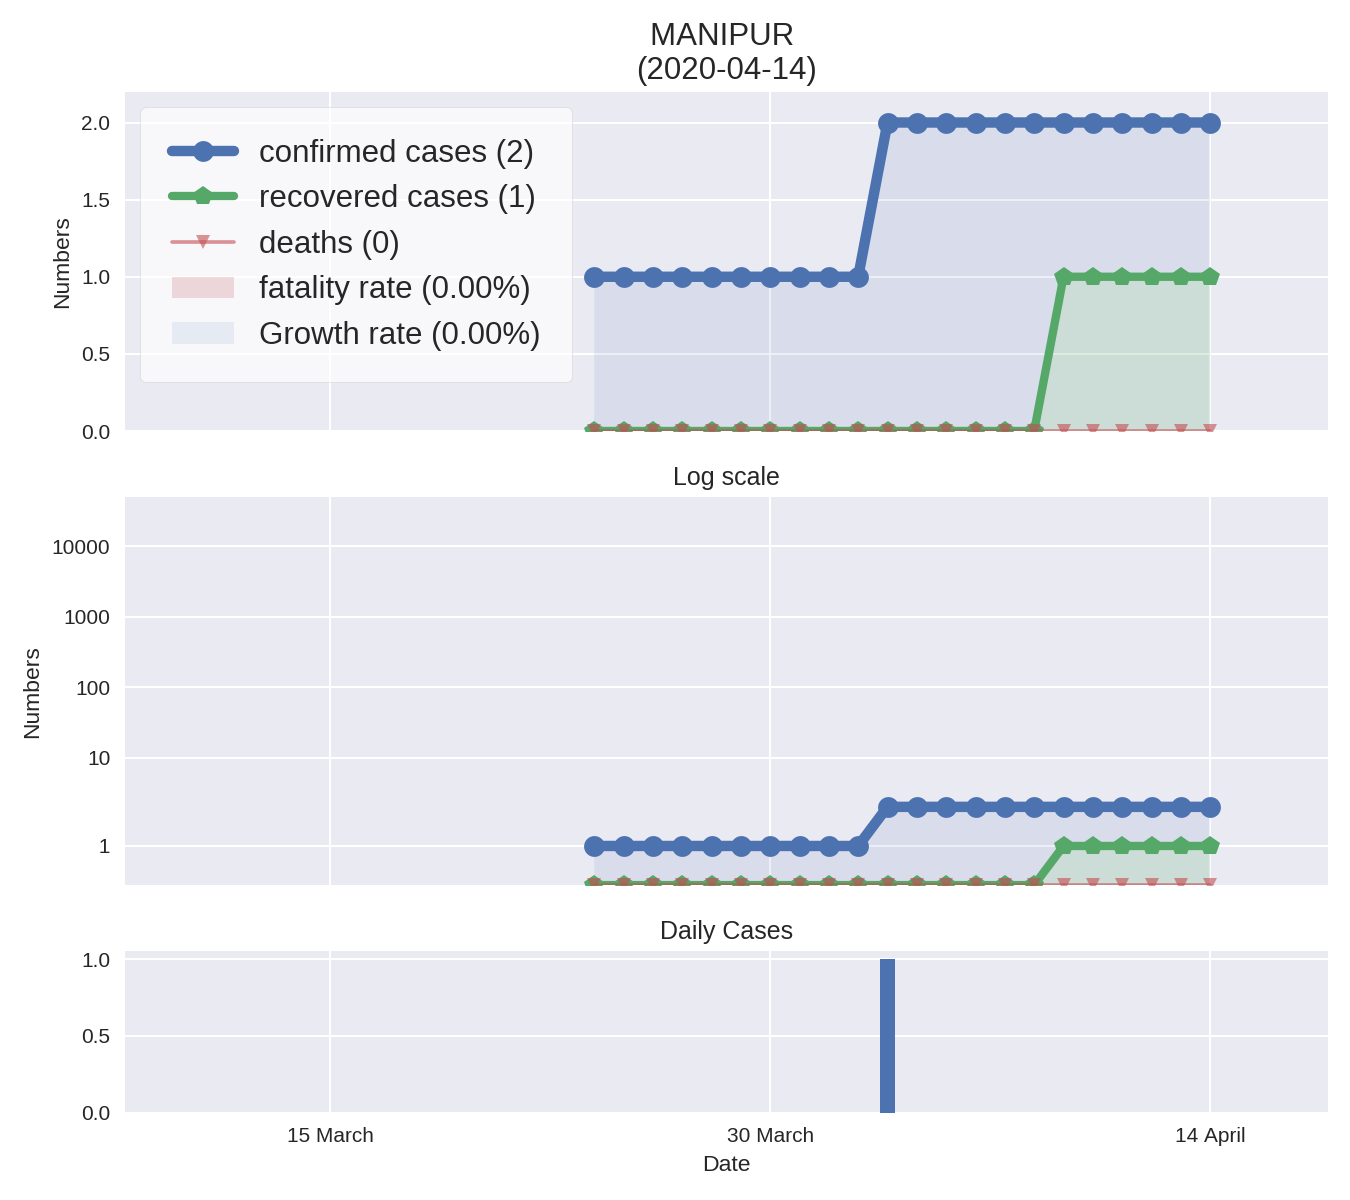 MANIPUR
(2020-04-14)
2.0
1.5
1.0
0.5
0.0
Numbers
confirmed cases (2)
recovered cases (1)
deaths (0)
fatality rate (0.00%)
Growth rate (0.00%)
Log scale
10000
1000
100
10
1
Numbers
Daily Cases
1.0
0.5
0.0
15 March
30 March
14 April
Date